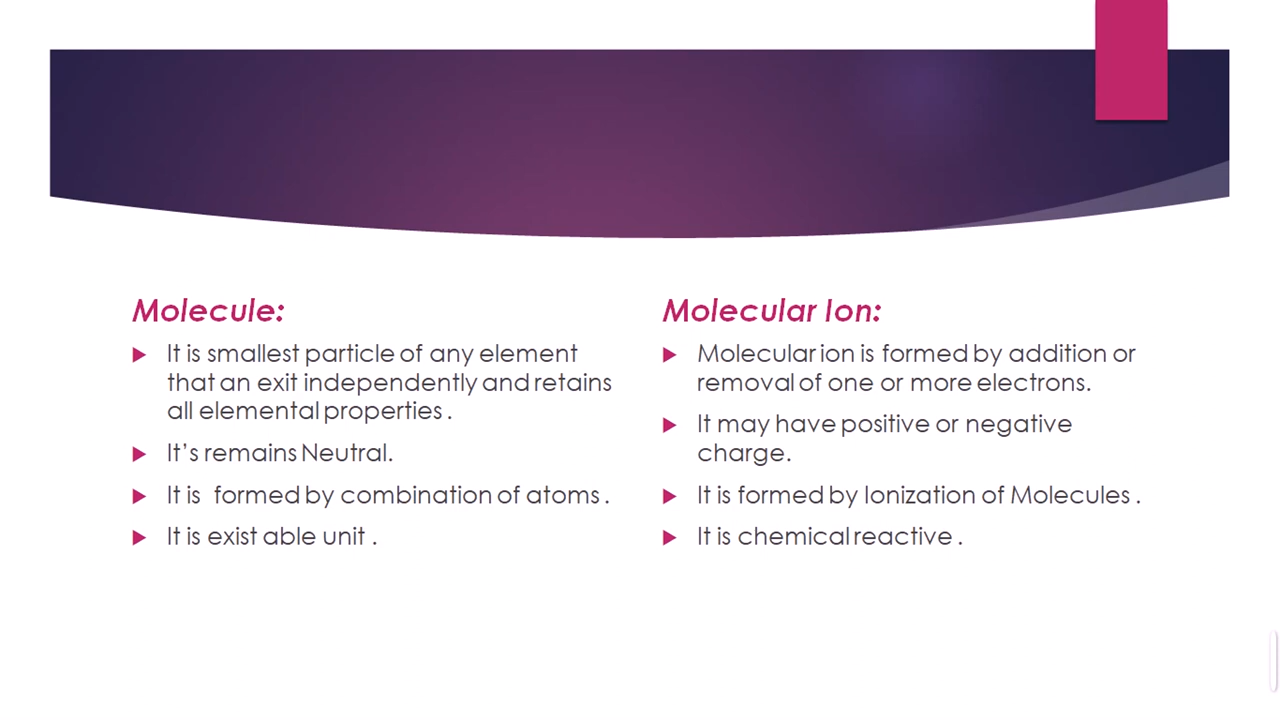 Molecule:
It is smallest particle of any element
that an exit independently and retains
all elemental properties .
It’s remains Neutral.
It is  formed by combination of atoms .
It is exist able unit .
Molecular Ion:
Molecular ion is formed by addition or
removal of one or more electrons.
It may have positive or negative
charge.
It is formed by Ionization of Molecules .
It is chemical reactive .